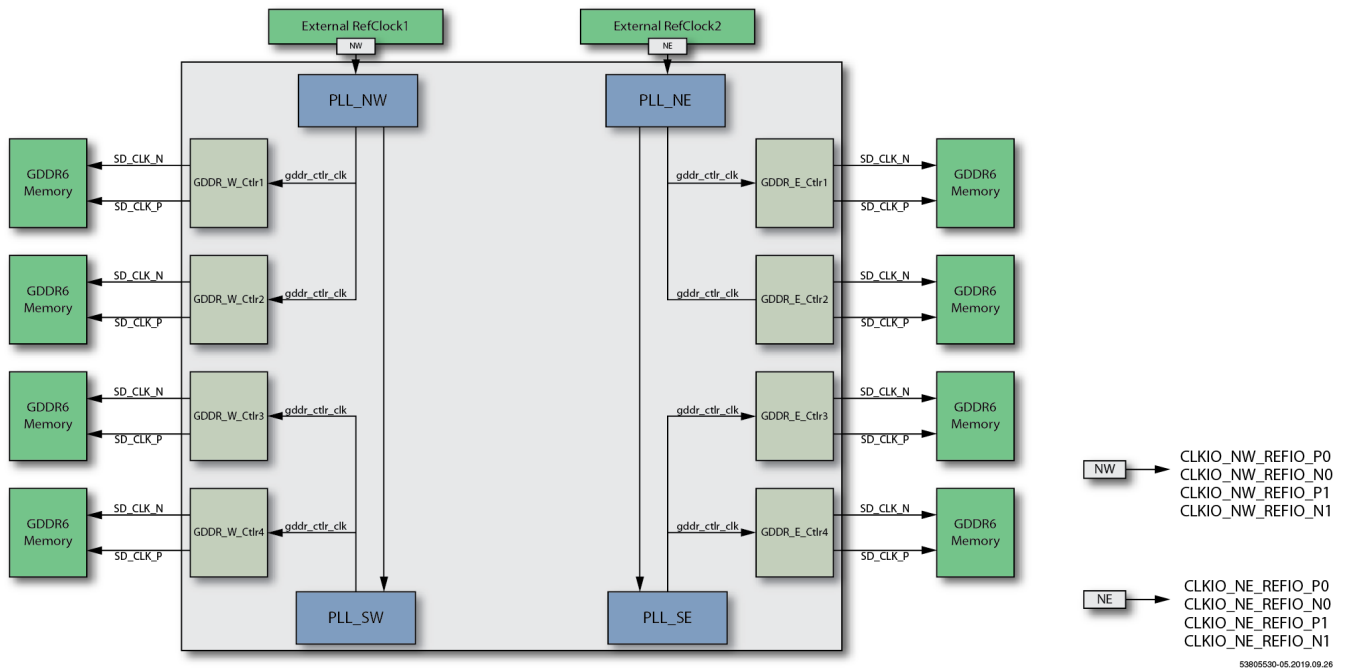 External RefClock1
External RefClock2
NW
NE
PLL_NW
PLL_NE
GDDR6
Memory
SD_CLK_N
SD_CLK_P
GDDR_W_Ctlr1
gddr_ctlr_clk
gddr_ctlr_clk
GDDR_E_Ctlr1
SD_CLK_N
SD_CLK_P
GDDR6
Memory
GDDR6
Memory
SD_CLK_N
SD_CLK_P
GDDR_W_Ctlr2
gddr_ctlr_clk
gddr_ctlr_clk
GDDR_E_Ctlr2
SD_CLK_N
SD_CLK_P
GDDR6
Memory
GDDR6
Memory
SD_CLK_N
SD_CLK_P
GDDR_W_Ctlr3
gddr_ctlr_clk
gddr_ctlr_clk
GDDR_E_Ctlr3
SD_CLK_N
SD_CLK_P
GDDR6
Memory
GDDR6
Memory
SD_CLK_N
SD_CLK_P
GDDR_W_Ctlr4
gddr_ctlr_clk
gddr_ctlr_clk
GDDR_E_Ctlr4
SD_CLK_N
SD_CLK_P
GDDR6
Memory
PLL_SW
PLL_SE
NW
CLKIO_NW_REFIO_P0
CLKIO_NW_REFIO_N0
CLKIO_NW_REFIO_P1
CLKIO_NW_REFIO_N1
NE
CLKIO_NE_REFIO_P0
CLKIO_NE_REFIO_N0
CLKIO_NE_REFIO_P1
CLKIO_NE_REFIO_N1
53805530-05.2019.09.26